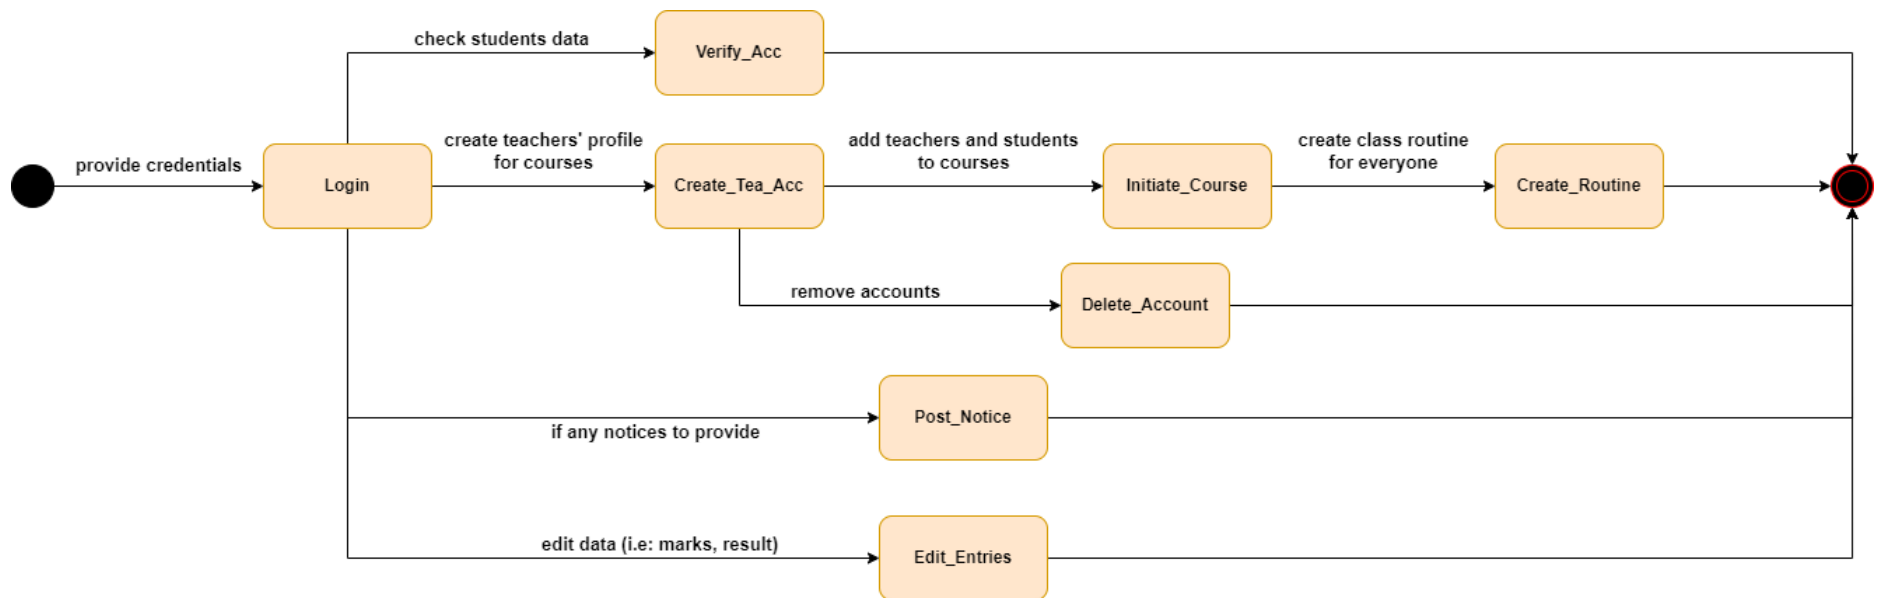 check students data
Verify_Acc
provide credentials
Login
create teachers' profile
for courses
Create_Tea_Acc
add teachers and students
to courses
Initiate_Course
create class routine
for everyone
Create_Routine
remove accounts
Delete_Account
if any notices to provide
Post_Notice
edit data (i.e: marks, result)
Edit_Entries